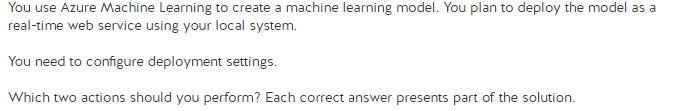 You use Azure Machine Learning to create a machine learning model. You plan to deploy the model as a
real-time web service using your local system.
You need to configure deployment settings.
Which two actions should you perform? Each correct answer presents part of the solution.